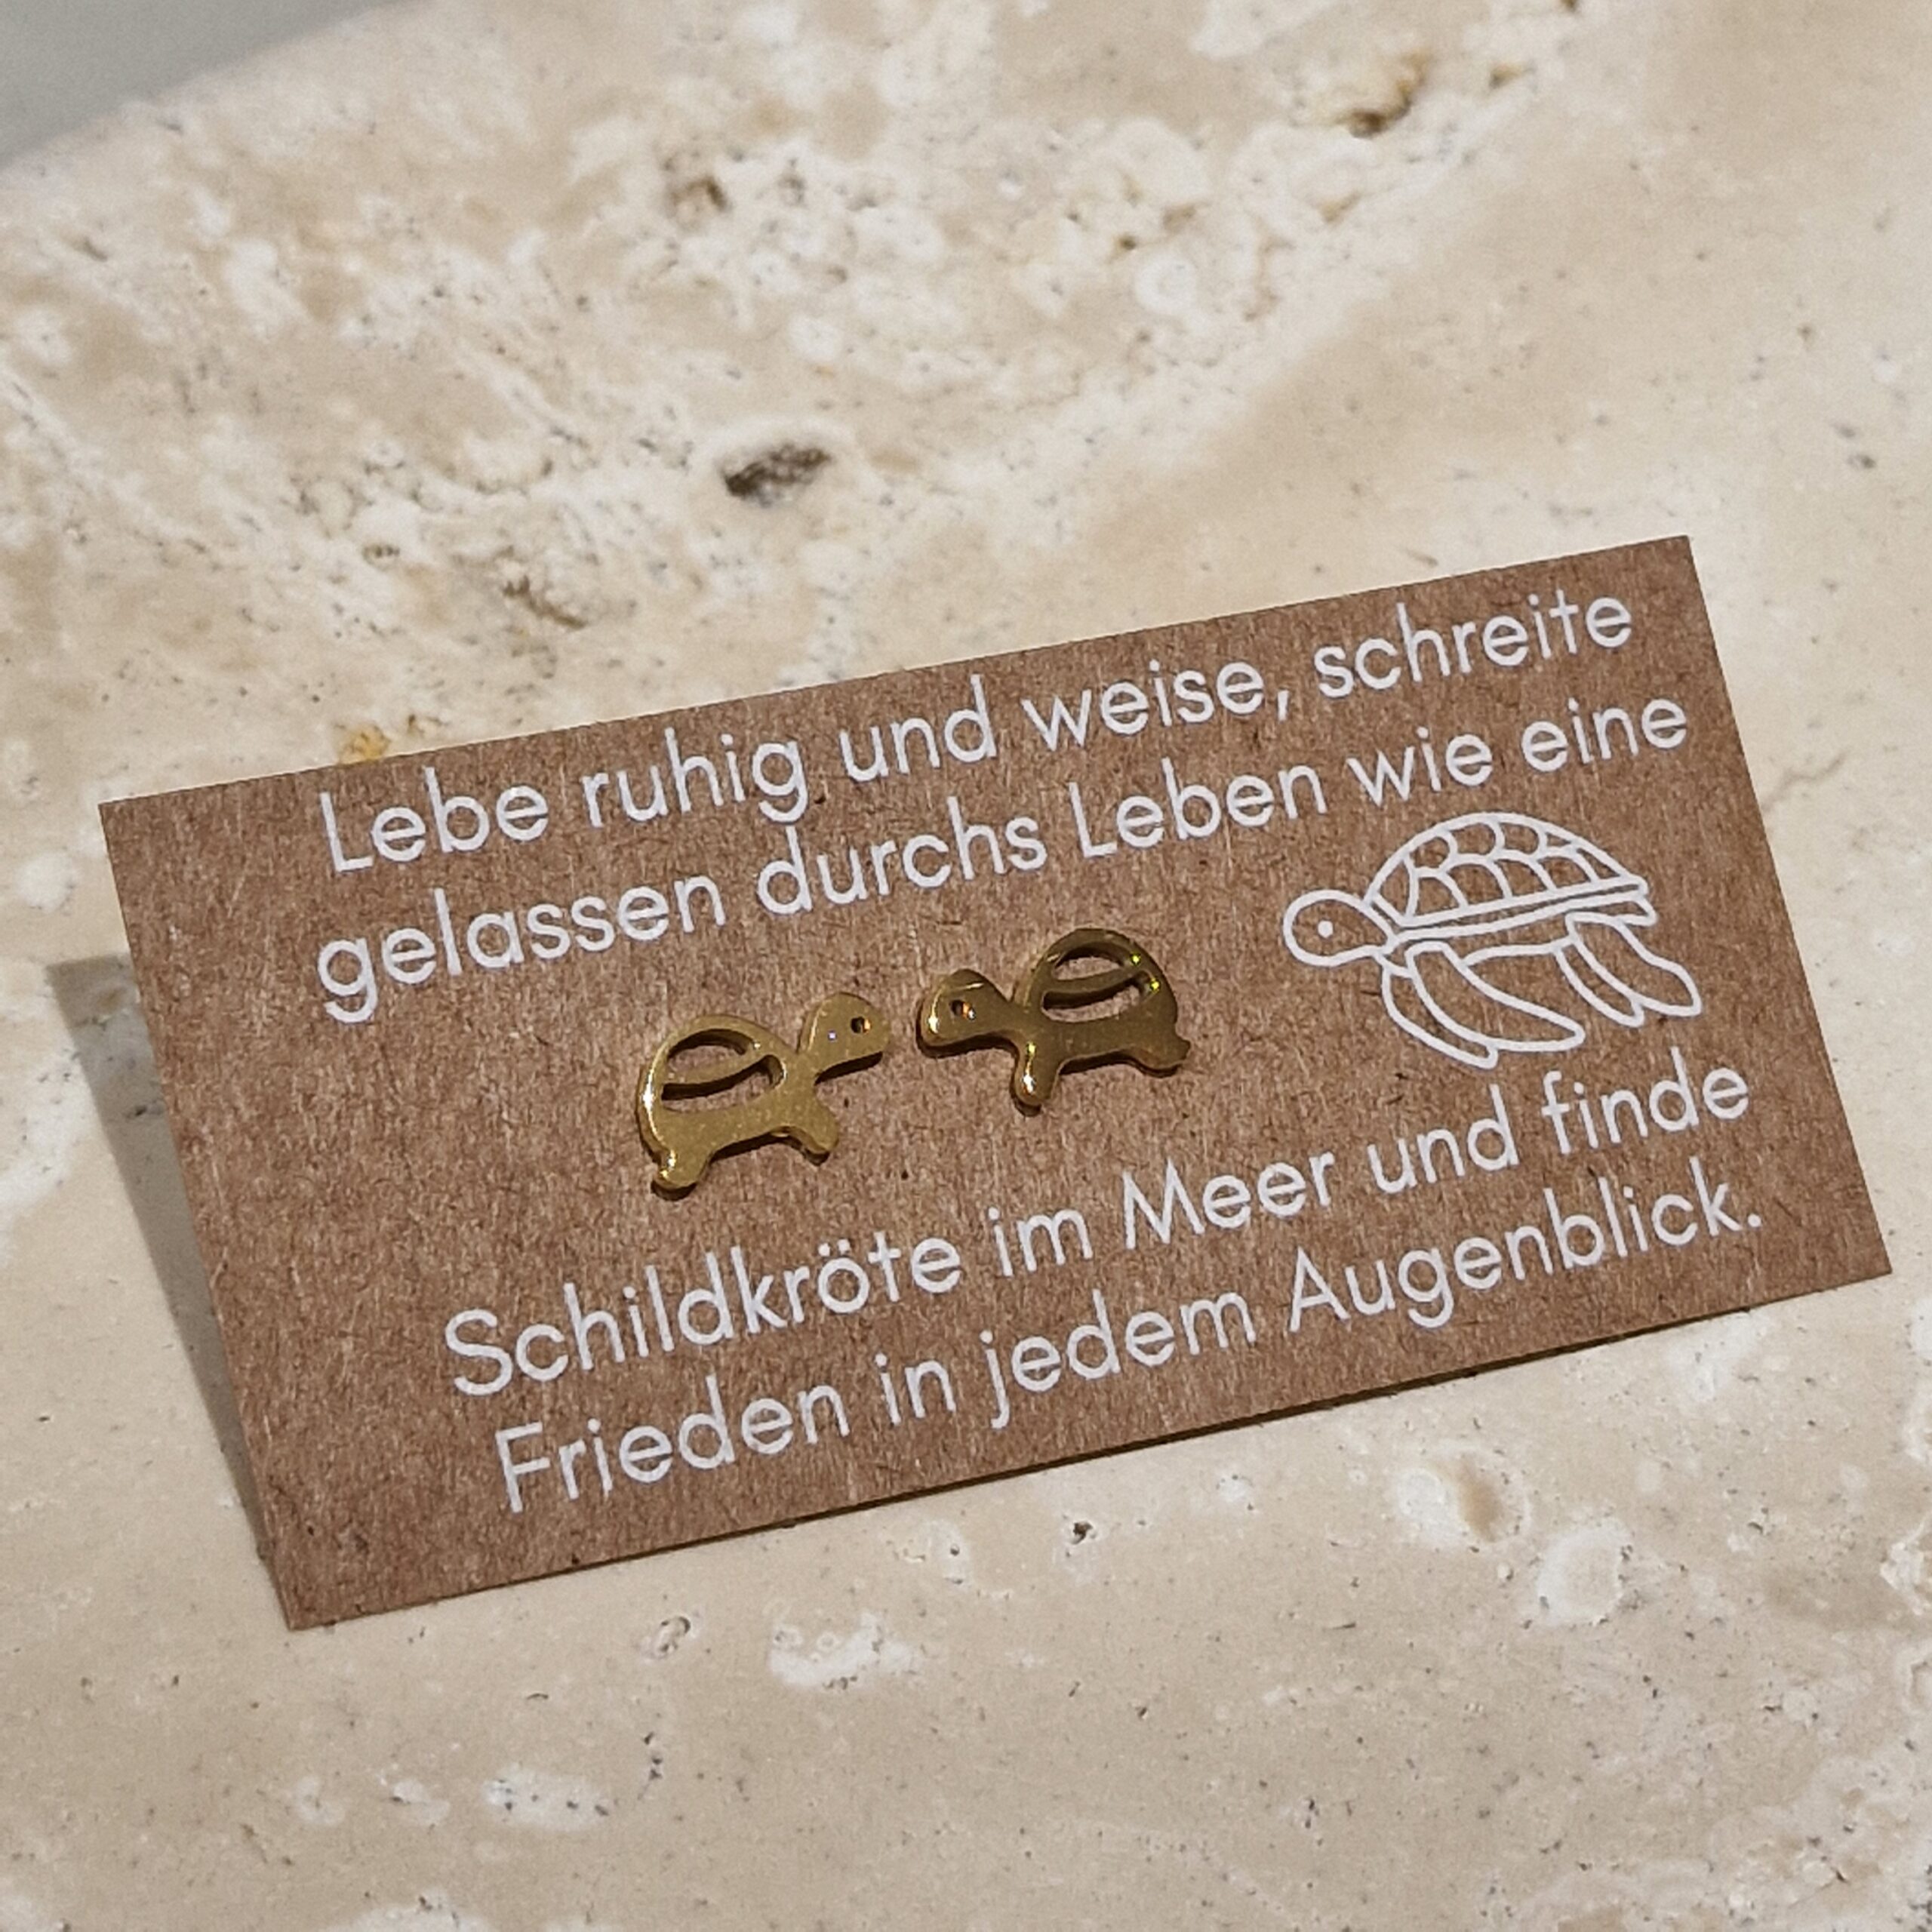 Lebe ruhig und weise, schreite
gelassen durchs Leben wie eine
Schildkröte im Meer und finde
Frieden in jedem Augenblick.